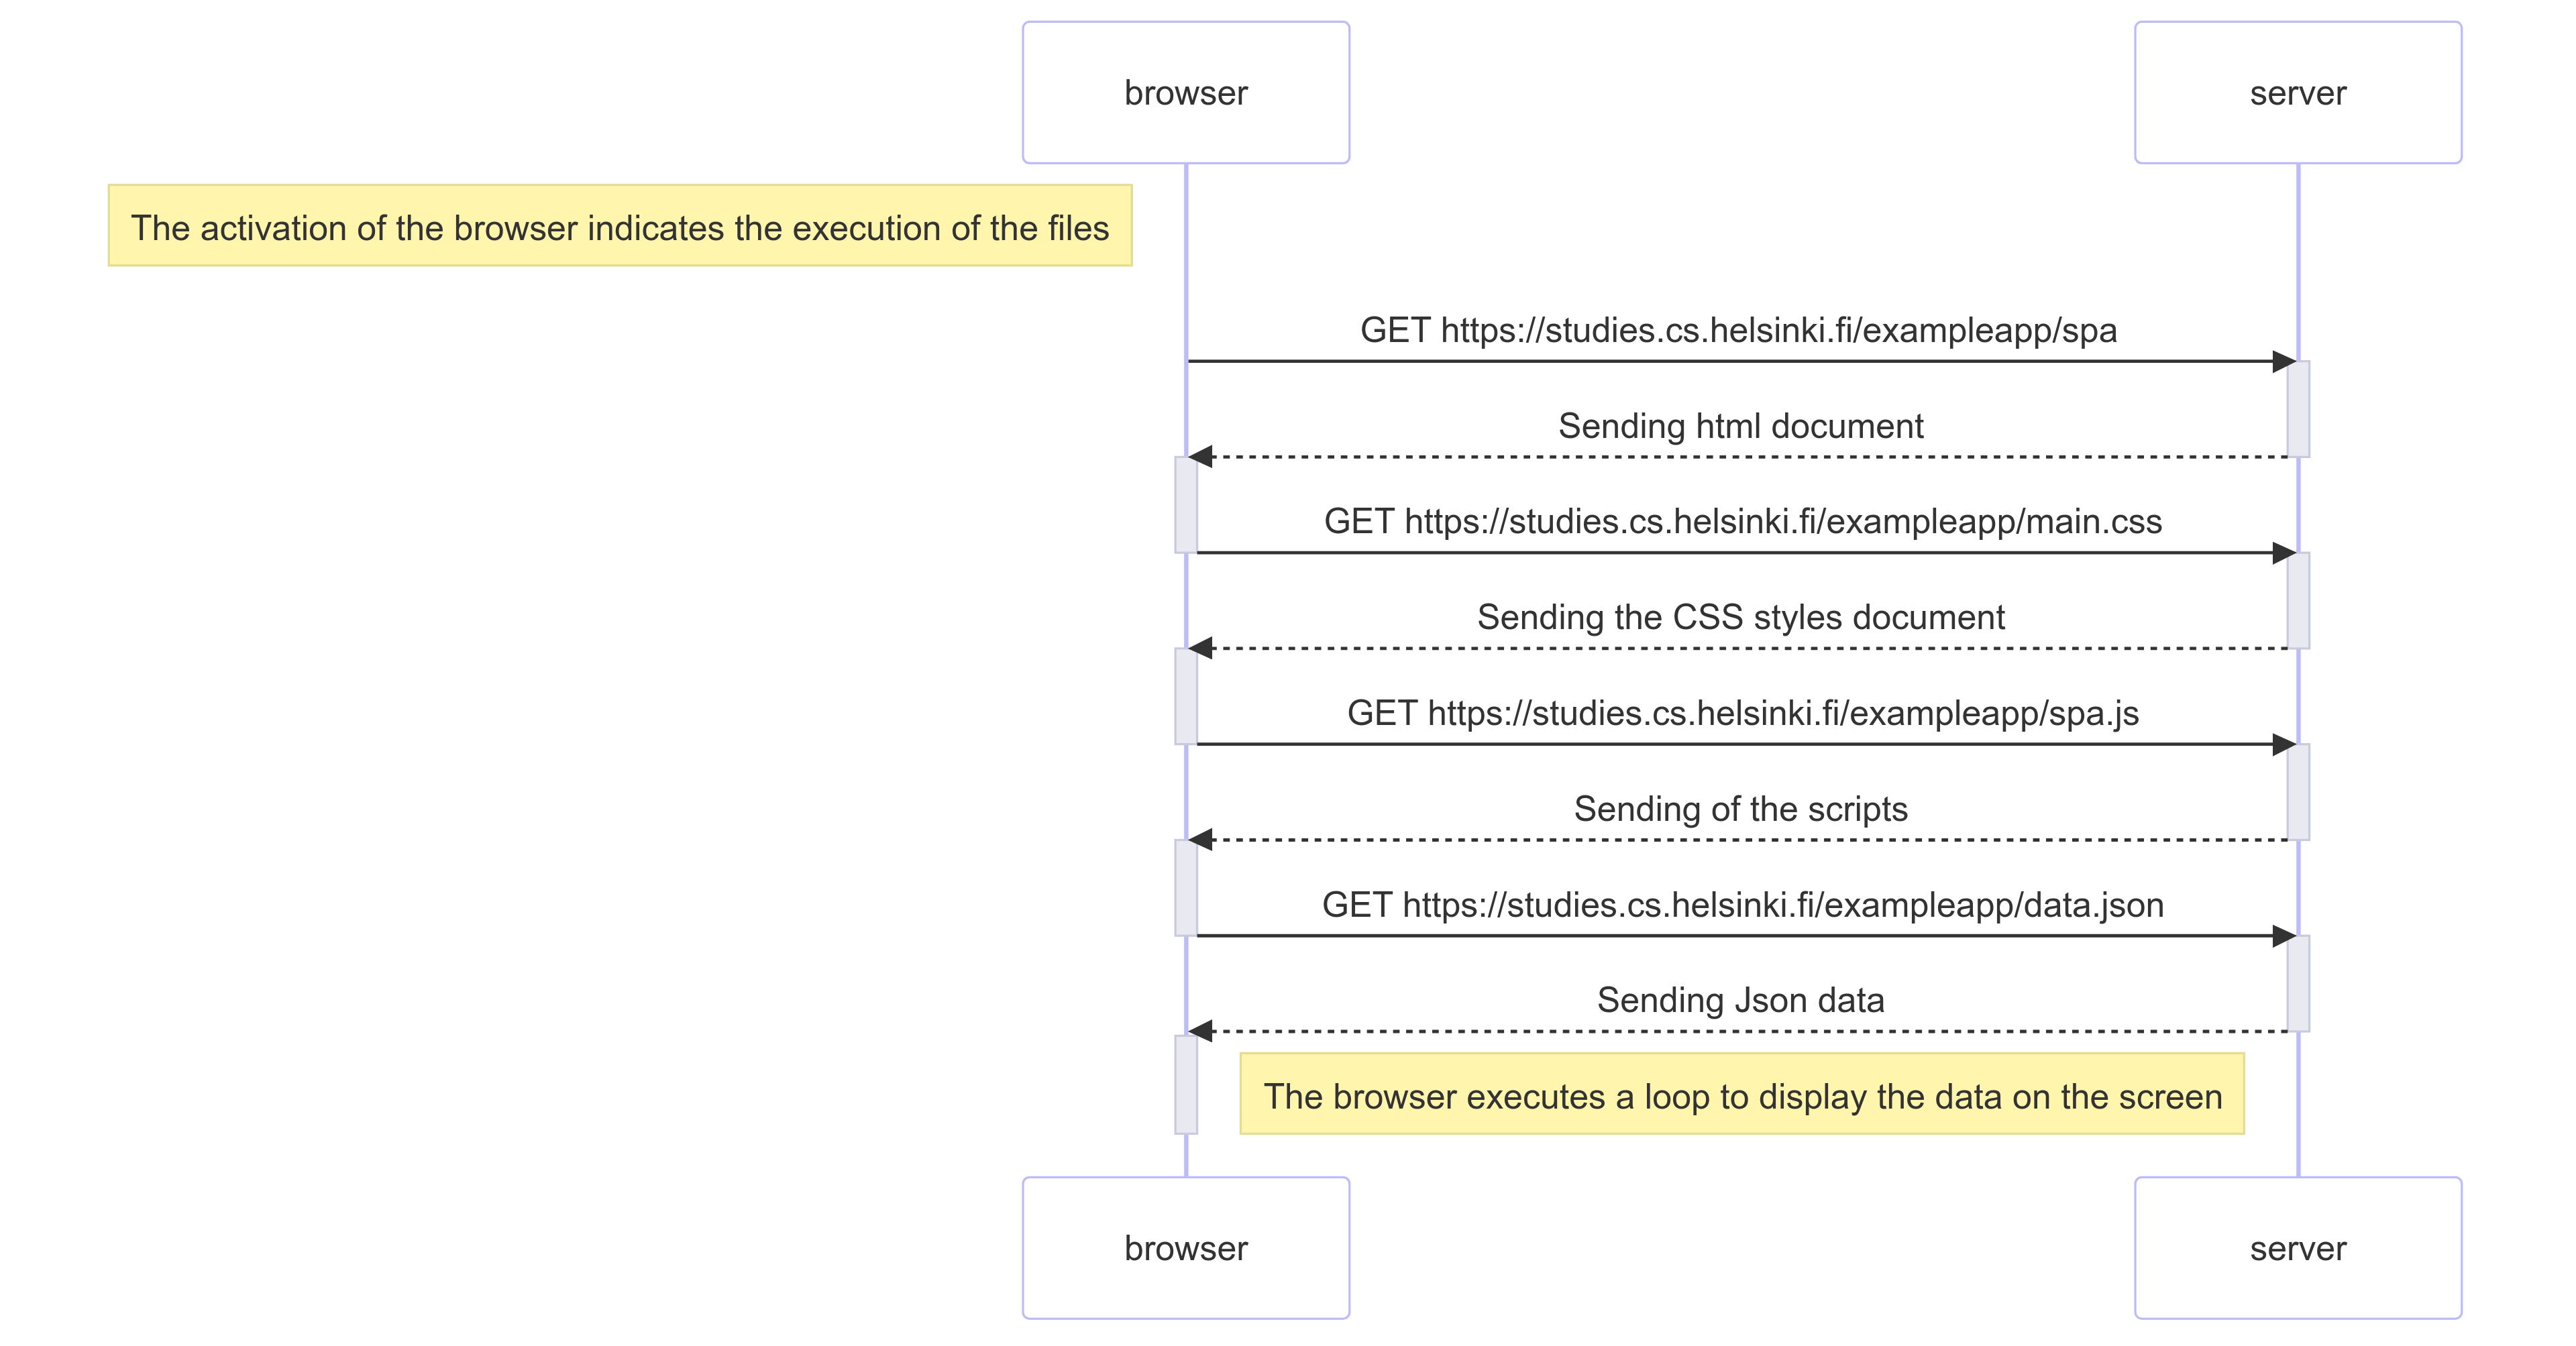 browser
server
The activation of the browser indicates the execution of the files
GET https://studies.cs.helsinki.fi/exampleapp/spa
Sending html document
GET https://studies.cs.helsinki.fi/exampleapp/main.css
Sending the CSS styles document
GET https://studies.cs.helsinki.fi/exampleapp/spa.js
Sending of the scripts
GET https://studies.cs.helsinki.fi/exampleapp/data.json
Sending Json data
The browser executes a loop to display the data on the screen
browser
server